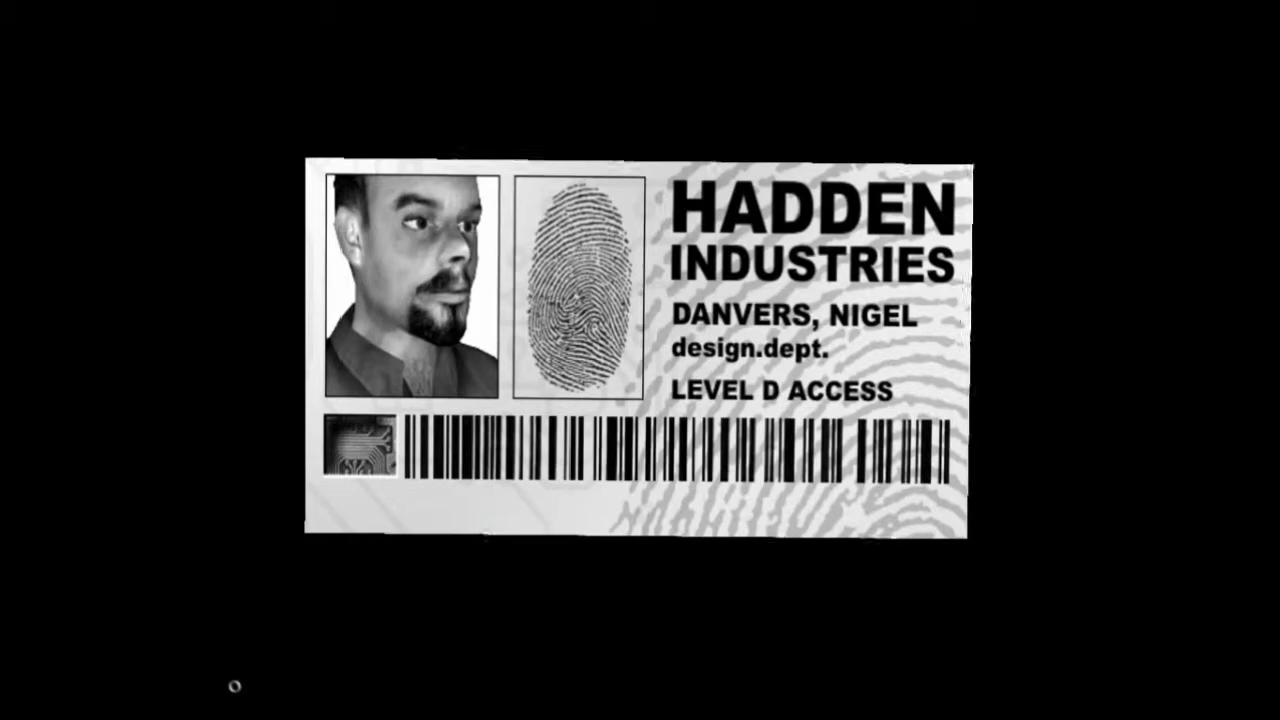 HADDEN
INDUSTRIES
DANVERS, NIGEL
design.dept.
LEVEL D ACCESS